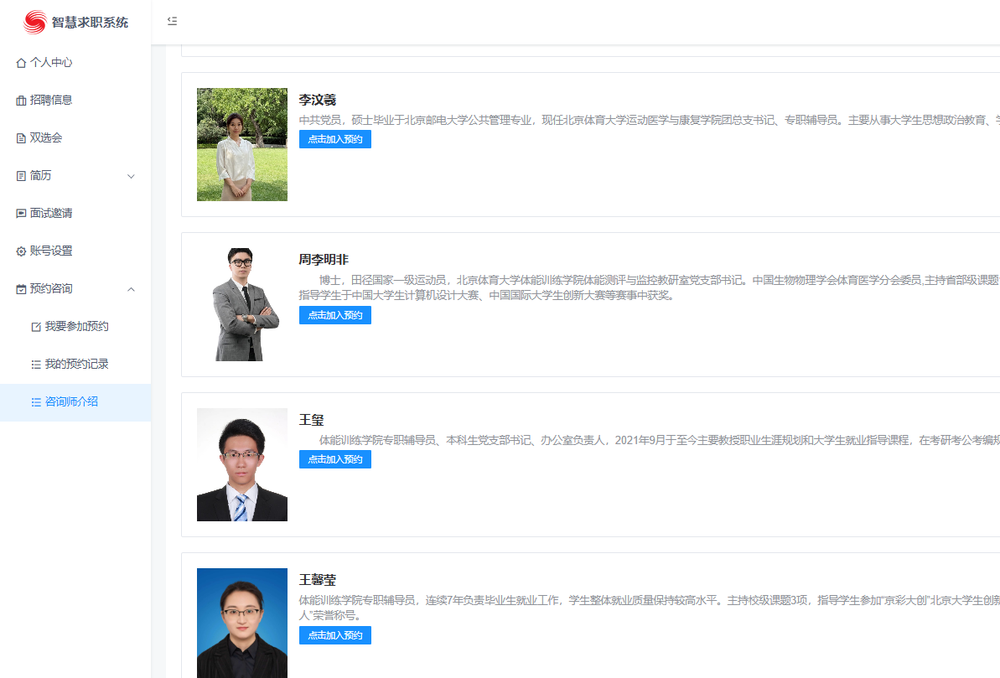 智慧求职系统
个人中心
招聘信息
双选会
简历
面试邀请
账号设置
预约咨询
我要参加预约
我的预约记录
咨询师介绍
李汶羲
中共党员，硕士毕业于北京邮电大学公共管理专业，现任北京体育大学运动医学与康复学院团总支书记、专职辅导员。主要从事大学生思想政治教育、
点击加入预约
周李明非
博士，田径国家一级运动员，北京体育大学体能训练学院体能测评与监控教研室党支部书记。中国生物物理学会体育医学分会委员,主持省部级课题
指导学生于中国大学生计算机设计大赛、中国国际大学生创新大赛等赛事中获奖。
点击加入预约
王玺
体能训练学院专职辅导员、本科生党支部书记、办公室负责人，2021年9月于至今主要教授职业生涯规划和大学生就业指导课程，在考研考公考编规
点击加入预约
王馨莹
体能训练学院专职辅导员，连续7年负责毕业生就业工作，学生整体就业质量保持较高水平。主持校级课题3项，指导学生参加“京彩大创”北京大学生创新
人”荣誉称号。
点击加入预约